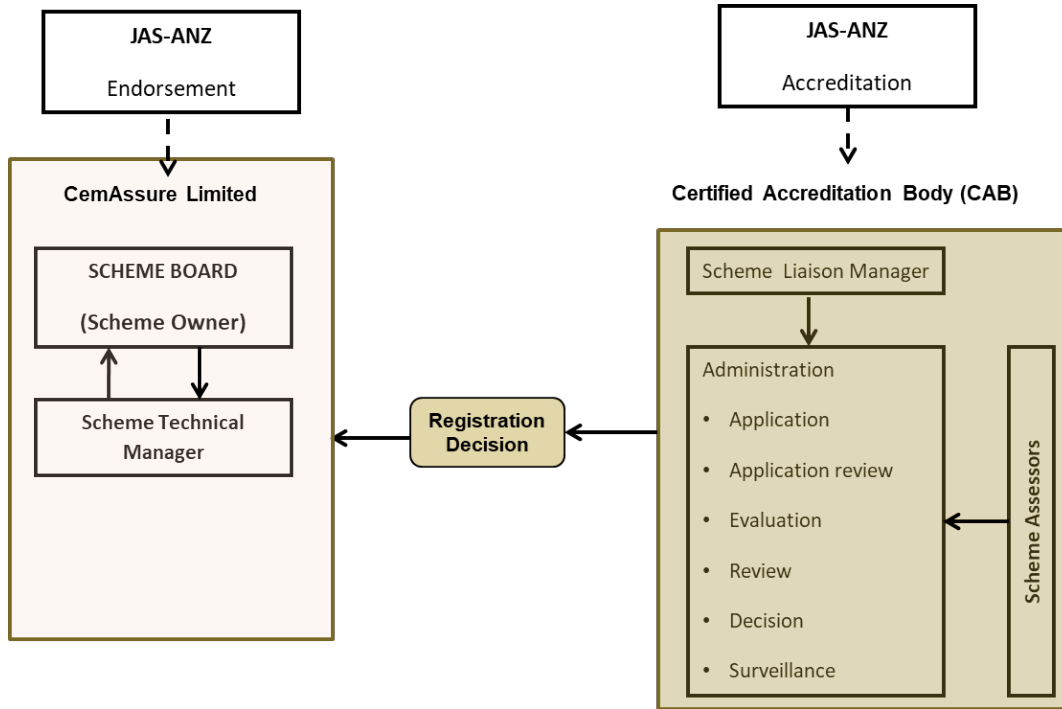 JAS-ANZ
Endorsement
CemAssure Limited
SCHEME BOARD
(Scheme Owner)
Scheme Technical
Manager
Registration
Decision
JAS-ANZ
Accreditation
Certified Accreditation Body (CAB)
Scheme Liaison Manager
Administration
• Application
• Application review
• Evaluation
• Review
• Decision
• Surveillance
Scheme Assessors